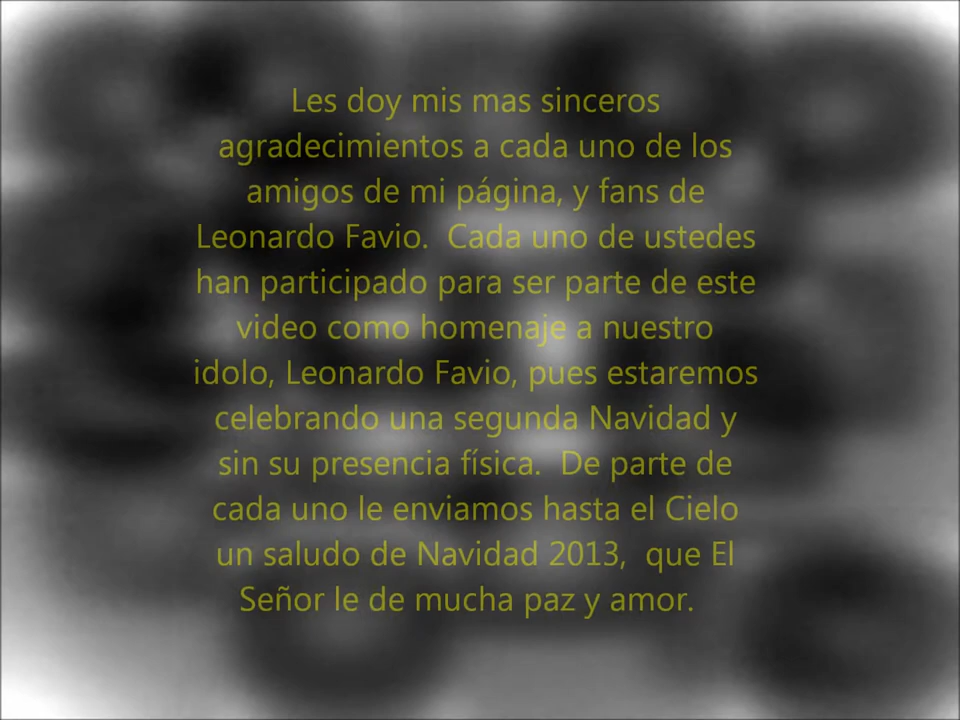 Les doy mis mas sinceros
agradecimientos a cada uno de los
amigos de mi página, y fans de
Leonardo Favio.  Cada uno de ustedes
han participado para ser parte de este
video como homenaje a nuestro
idolo, Leonardo Favio, pues estaremos
celebrando una segunda Navidad y
sin su presencia física.  De parte de
cada uno le enviamos hasta el Cielo
un saludo de Navidad 2013,  que El
Señor le de mucha paz y amor.